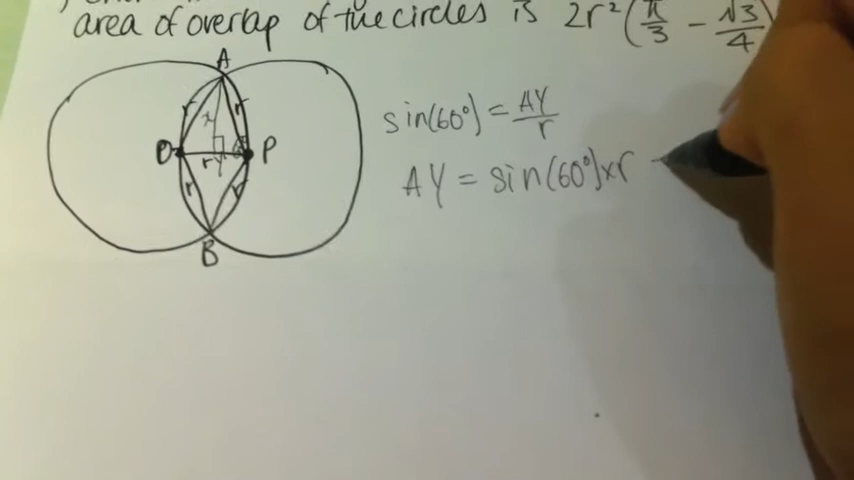 area of overlap of the circles is 2r²(π/3 - √3/4
A
r r
x
O r Y P
r r
B
sin(60°) = AY/r
AY = sin(60°)×r